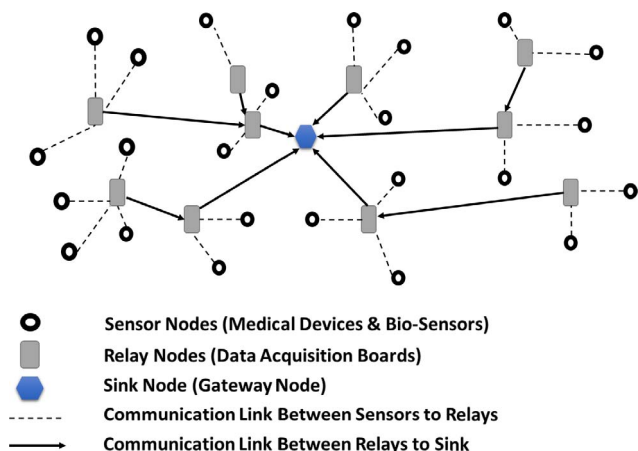 Sensor Nodes (Medical Devices & Bio-Sensors)
Relay Nodes (Data Acquisition Boards)
Sink Node (Gateway Node)
Communication Link Between Sensors to Relays
Communication Link Between Relays to Sink